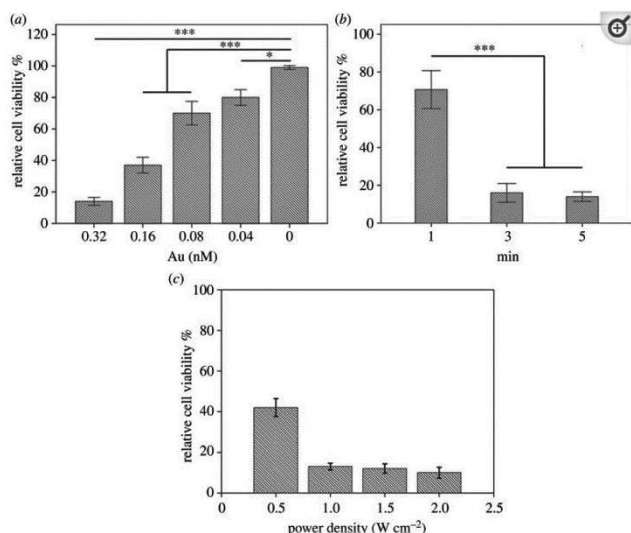 (a)
***
***
*
120
100
80
60
40
20
0
relative cell viability %
0.32 0.16 0.08 0.04 0
Au (nM)
(b)
***
100
80
60
40
20
0
relative cell viability %
1 3 5
min
(c)
100
80
60
40
20
0
relative cell viability %
0 0.5 1.0 1.5 2.0 2.5
power density (W cm⁻²)